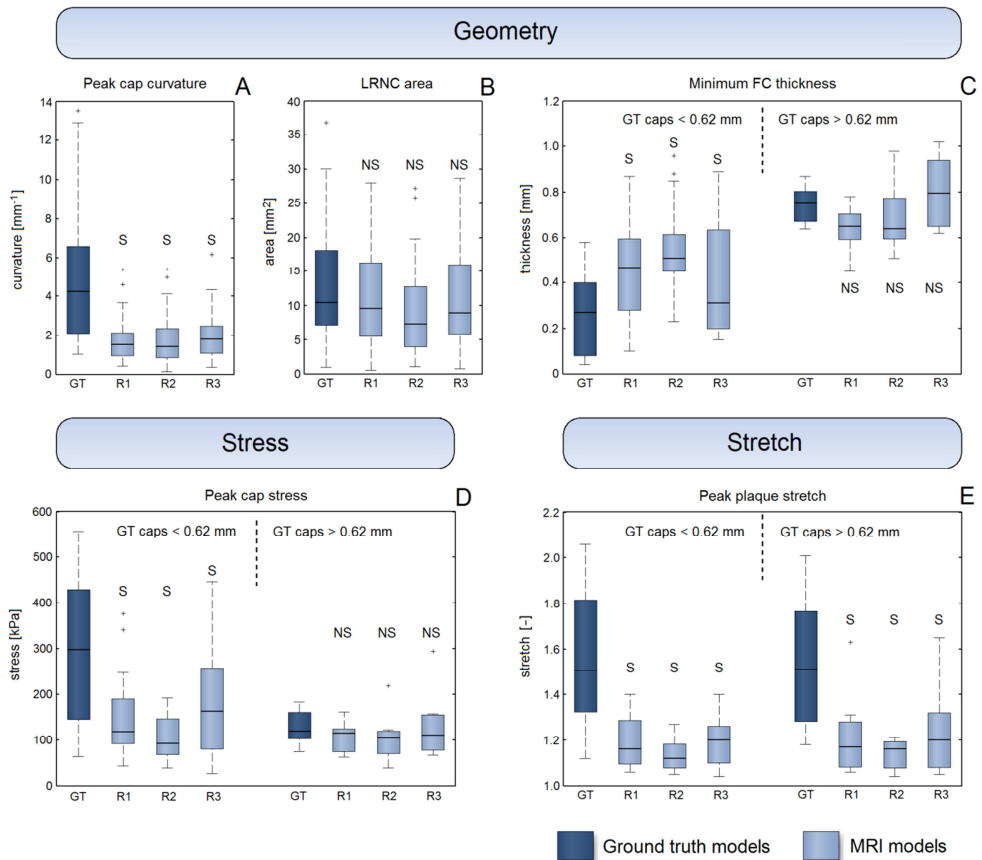 Geometry
Peak cap curvature
A
LRNC area
B
Minimum FC thickness
C
14
12
10
8
6
4
2
0
curvature [mm-1]
S
S
S
GT
R1
R2
R3
40
35
30
25
20
15
10
5
0
area [mm2]
NS
NS
NS
GT
R1
R2
R3
1.2
1.0
0.8
0.6
0.4
0.2
0
thickness [mm]
GT caps < 0.62 mm
GT caps > 0.62 mm
S
S
S
NS
NS
NS
GT
R1
R2
R3
GT
R1
R2
R3
Stress
Stretch
Peak cap stress
D
Peak plaque stretch
E
600
500
400
300
200
100
0
stress [kPa]
GT caps < 0.62 mm
GT caps > 0.62 mm
S
S
S
NS
NS
NS
GT
R1
R2
R3
GT
R1
R2
R3
2.2
2.0
1.8
1.6
1.4
1.2
1.0
stretch [-]
GT caps < 0.62 mm
GT caps > 0.62 mm
S
S
S
S
S
S
GT
R1
R2
R3
GT
R1
R2
R3
Ground truth models
MRI models